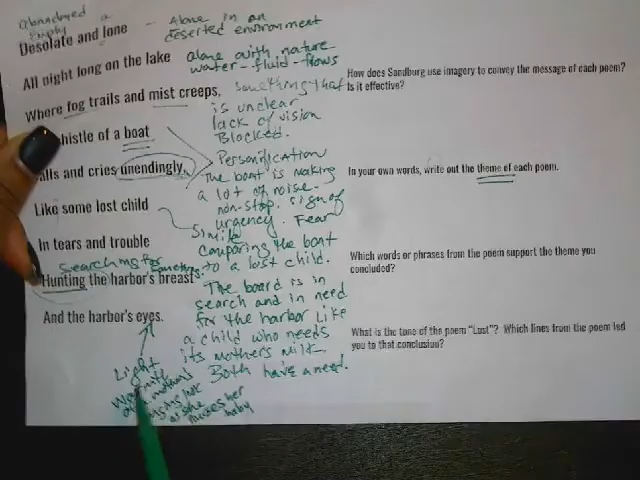 abandoned a
empty
Desolate and lone - Alone in an
deserted environment
All night long on the lake alone with nature
water-fluid-flows
Where fog trails and mist creeps, something that
is unclear
lack of vision
Blocked.
histle of a boat
Personification
alls and cries unendingly, The boat is making
a lot of noise.
non-stop. sign of
urgency. Fear
Like some lost child
Simile
In tears and trouble comparing the boat
to a lost child.
searching for
Hunting the harbor's breast
The board is in
search and in need
And the harbor's eyes. for the harbor like
a child who needs
its mothers milk.
Both have a need.
Light
Warmth
of a mother's
look
as she
her
baby
How does Sandburg use imagery to convey the message of each poem?
Is it effective?
In your own words, write out the theme of each poem.
Which words or phrases from the poem support the theme you
concluded?
What is the tone of the poem "Lost"? Which lines from the poem led
you to that conclusion?